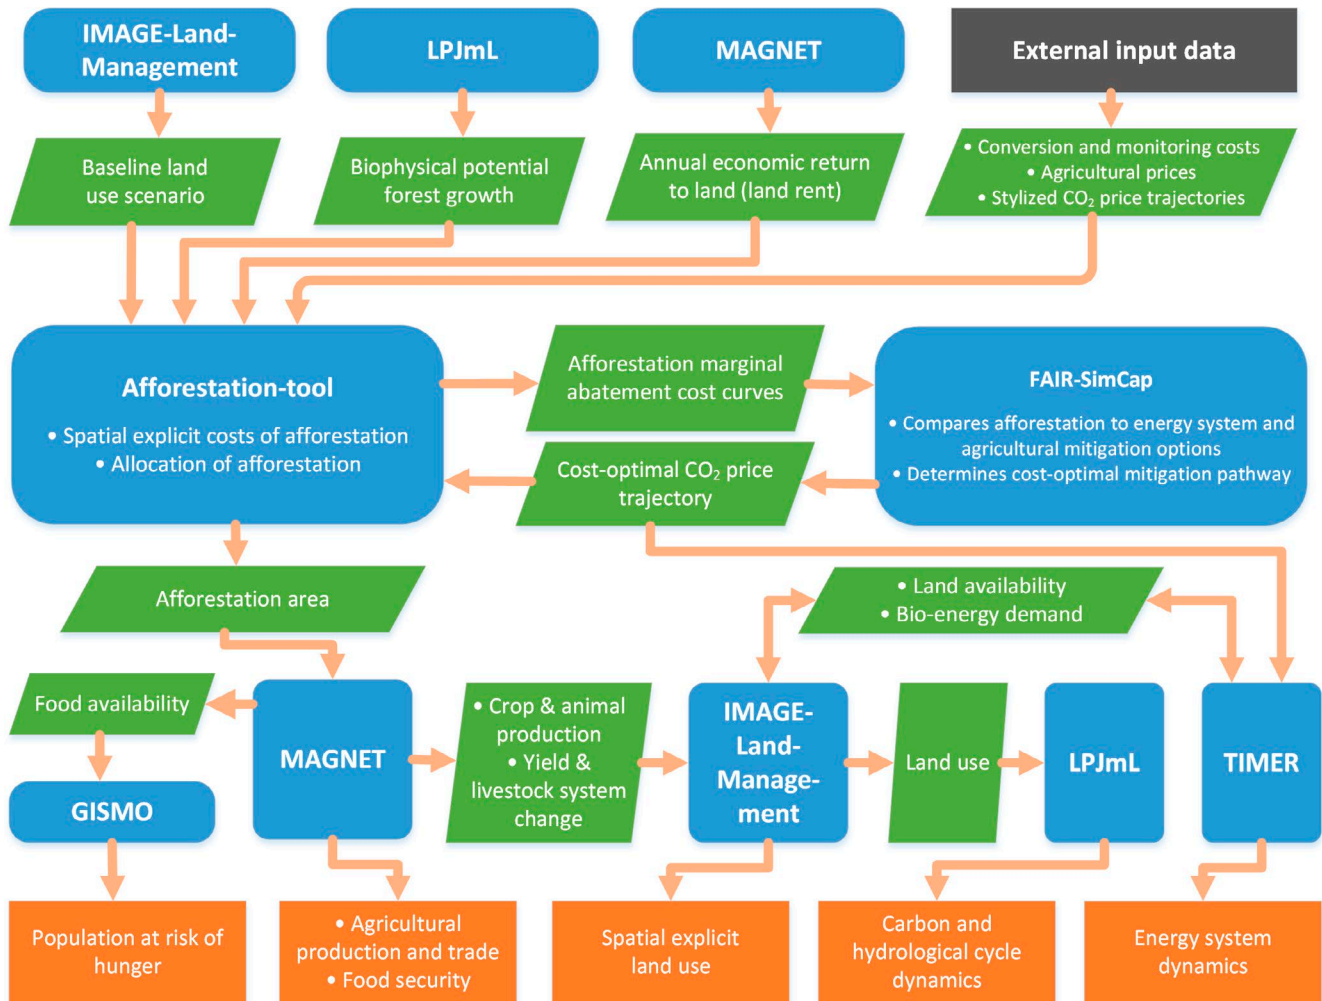 IMAGE-Land-
Management
LPJmL
MAGNET
External input data
Baseline land
use scenario
Biophysical potential
forest growth
Annual economic return
to land (land rent)
• Conversion and monitoring costs
• Agricultural prices
• Stylized CO₂ price trajectories
Afforestation-tool
• Spatial explicit costs of afforestation
• Allocation of afforestation
Afforestation marginal
abatement cost curves
FAIR-SimCap
• Compares afforestation to energy system and
agricultural mitigation options
• Determines cost-optimal mitigation pathway
Cost-optimal CO₂ price
trajectory
Afforestation area
• Land availability
• Bio-energy demand
Food availability
MAGNET
• Crop & animal
production
• Yield &
livestock system
change
IMAGE-
Land-
Manage-
ment
Land use
LPJmL
TIMER
GISMO
Population at risk of
hunger
• Agricultural
production and trade
• Food security
Spatial explicit
land use
Carbon and
hydrological cycle
dynamics
Energy system
dynamics